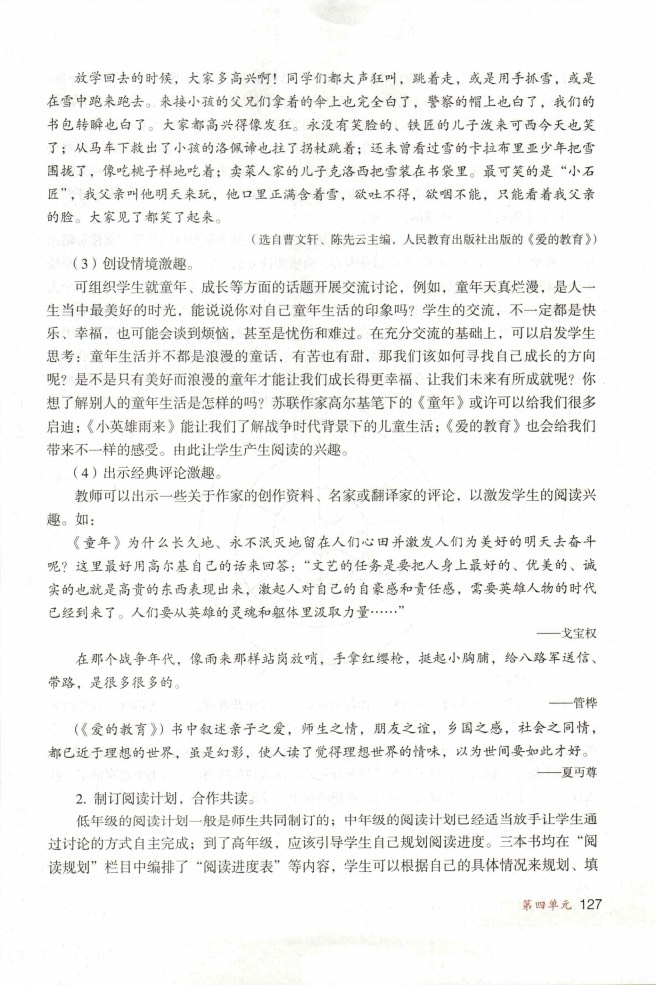 放学回去的时候，大家多高兴啊！同学们都大声狂叫，跳着走，或是用手抓雪，或是
在雪中跑来跑去。来接小孩的父兄们拿着的伞上也完全白了，警察的帽上也白了，我们的
书包转瞬也白了。大家都高兴得像发狂。永没有笑脸的、铁匠的儿子泼来可西今天也笑
了；从马车下救出了小孩的洛佩谛也拄了拐杖跳着；还未曾看过雪的卡拉布里亚少年把雪
围拢了，像吃桃子样地吃着；卖菜人家的儿子克洛西把雪装在书袋里。最可笑的是“小石
匠”，我父亲叫他明天来玩，他口里正满含着雪，欲吐不得，欲咽不能，只能看着我父亲
的脸。大家见了都笑了起来。
（选自曹文轩、陈先云主编，人民教育出版社出版的《爱的教育》）
（3）创设情境激趣。
可组织学生就童年、成长等方面的话题开展交流讨论，例如，童年天真烂漫，是人一
生当中最美好的时光，能说说你对自己童年生活的印象吗？学生的交流，不一定都是快
乐、幸福，也可能会谈到烦恼，甚至是忧伤和难过。在充分交流的基础上，可以启发学生
思考：童年生活并不都是浪漫的童话，有苦也有甜，那我们该如何寻找自己成长的方向
呢？是不是只有美好而浪漫的童年才能让我们成长得更幸福、让我们未来有所成就呢？你
想了解别人的童年生活是怎样的吗？苏联作家高尔基笔下的《童年》或许可以给我们很多
启迪；《小英雄雨来》能让我们了解战争时代背景下的儿童生活；《爱的教育》也会给我们
带来不一样的感受。由此让学生产生阅读的兴趣。
（4）出示经典评论激趣。
教师可以出示一些关于作家的创作资料、名家或翻译家的评论，以激发学生的阅读兴
趣。如：
《童年》为什么长久地、永不泯灭地留在人们心田并激发人们为美好的明天去奋斗
呢？这里最好用高尔基自己的话来回答：“文艺的任务是要把人身上最好的、优美的、诚
实的也就是高贵的东西表现出来，激起人对自己的自豪感和责任感，需要英雄人物的时代
已经到来了。人们要从英雄的灵魂和躯体里汲取力量……”
——戈宝权
在那个战争年代，像雨来那样站岗放哨，手拿红缨枪，挺起小胸脯，给八路军送信、
带路，是很多很多的。
——管桦
（《爱的教育》）书中叙述亲子之爱，师生之情，朋友之谊，乡国之感，社会之同情，
都已近于理想的世界，虽是幻影，使人读了觉得理想世界的情味，以为世间要如此才好。
——夏丏尊
2. 制订阅读计划，合作共读。
低年级的阅读计划一般是师生共同制订的；中年级的阅读计划已经适当放手让学生通
过讨论的方式自主完成；到了高年级，应该引导学生自己规划阅读进度。三本书均在“阅
读规划”栏目中编排了“阅读进度表”等内容，学生可以根据自己的具体情况来规划、填
第四单元 127